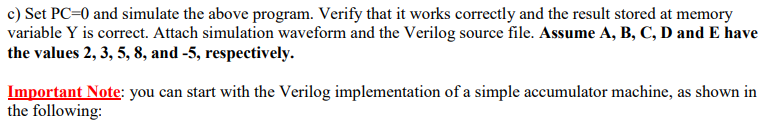 c) Set PC=0 and simulate the above program. Verify that it works correctly and the result stored at memory
variable Y is correct. Attach simulation waveform and the Verilog source file. Assume A, B, C, D and E have
the values 2, 3, 5, 8, and -5, respectively.
Important Note: you can start with the Verilog implementation of a simple accumulator machine, as shown in
the following: